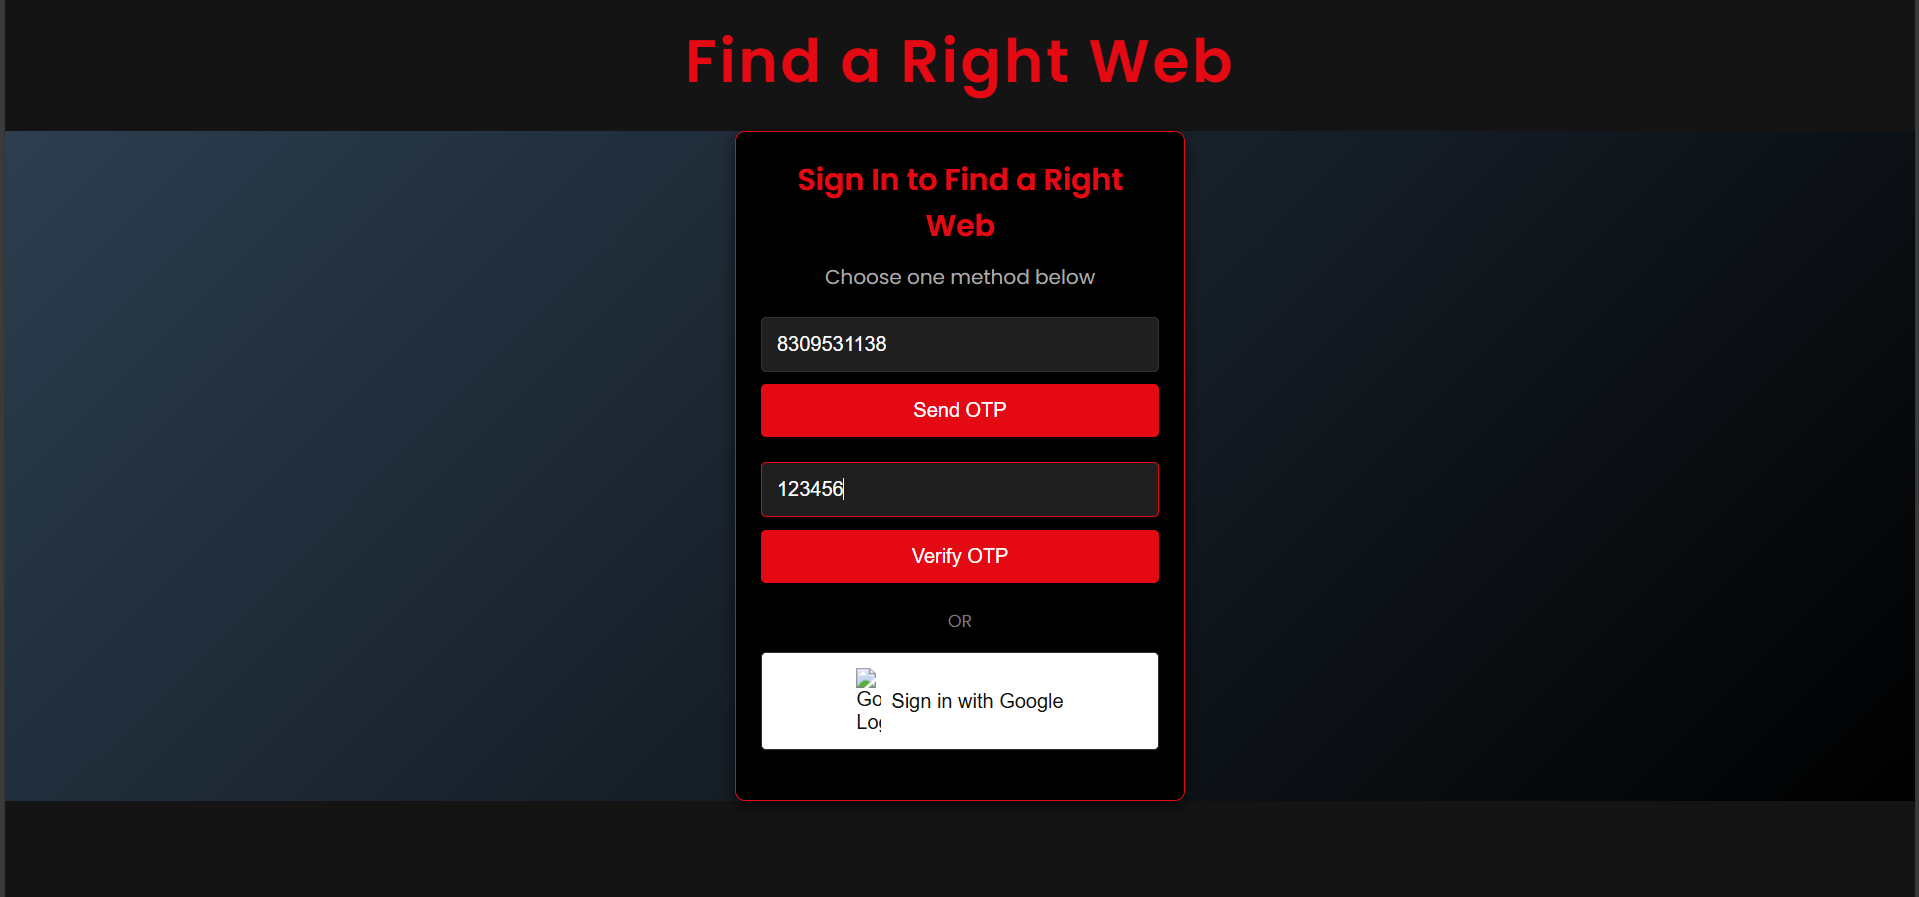 Find a Right Web
Sign In to Find a Right
Web
Choose one method below
8309531138
Send OTP
123456
Verify OTP
OR
Sign in with Google